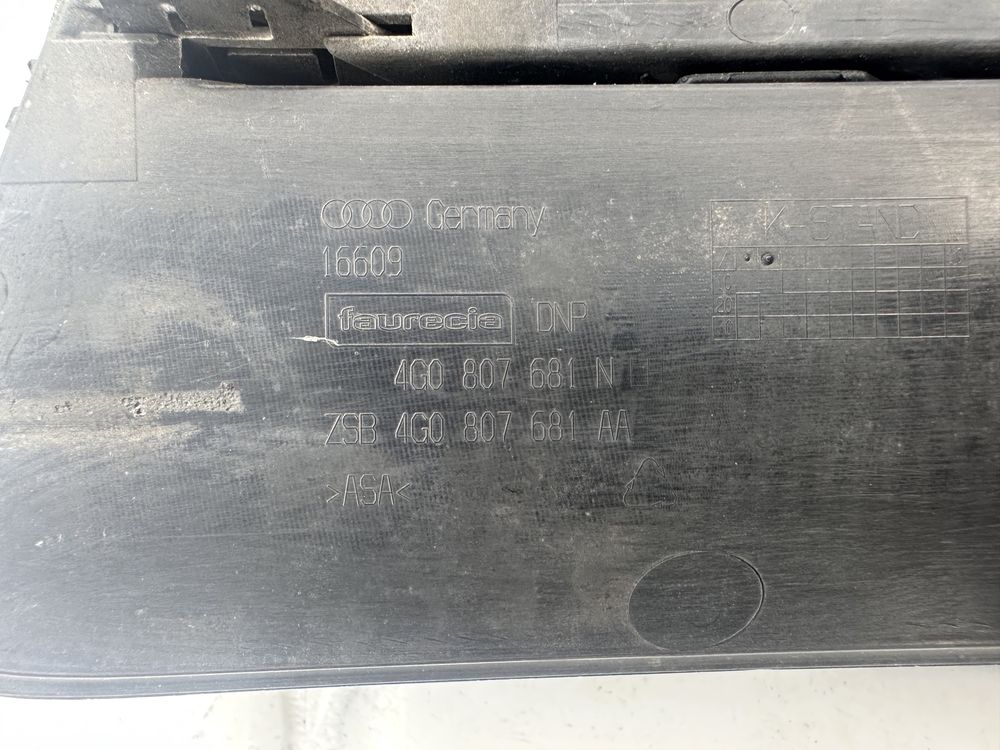 Germany
16609
faurecia DNP
4G0 807 681 N
ZSB 4G0 807 681 AA
>ASA<